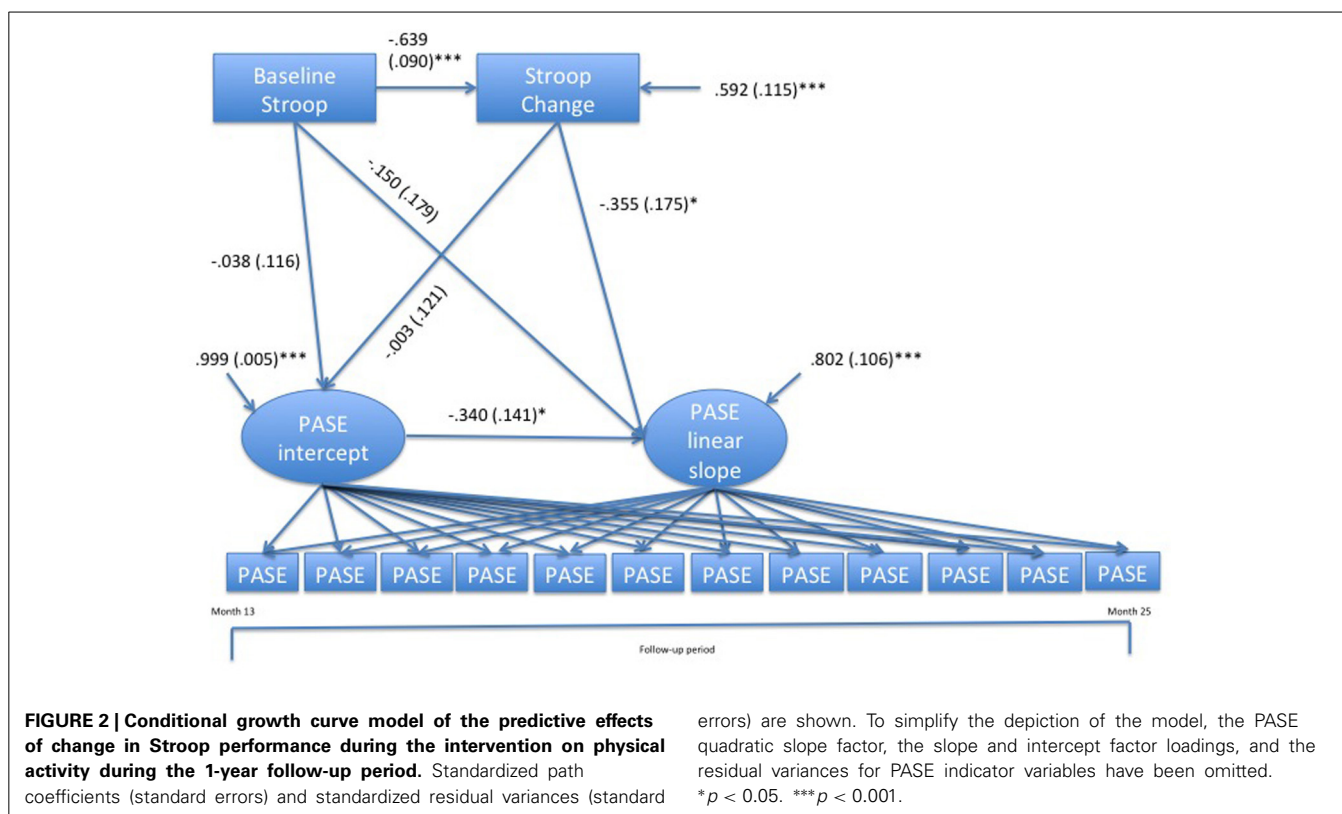 -.639
(.090)***
Baseline
Stroop
Stroop
Change
.592 (.115)***
-.150 (.179)
-.355 (.175)*
-.038 (.116)
-.003 (.121)
.999 (.005)***
.802 (.106)***
PASE
intercept
-.340 (.141)*
PASE
linear
slope
PASE PASE PASE PASE PASE PASE PASE PASE PASE PASE PASE PASE
Month 13 Month 25
Follow-up period
FIGURE 2 | Conditional growth curve model of the predictive effects
of change in Stroop performance during the intervention on physical
activity during the 1-year follow-up period. Standardized path
coefficients (standard errors) and standardized residual variances (standard
errors) are shown. To simplify the depiction of the model, the PASE
quadratic slope factor, the slope and intercept factor loadings, and the
residual variances for PASE indicator variables have been omitted.
*p < 0.05. ***p < 0.001.